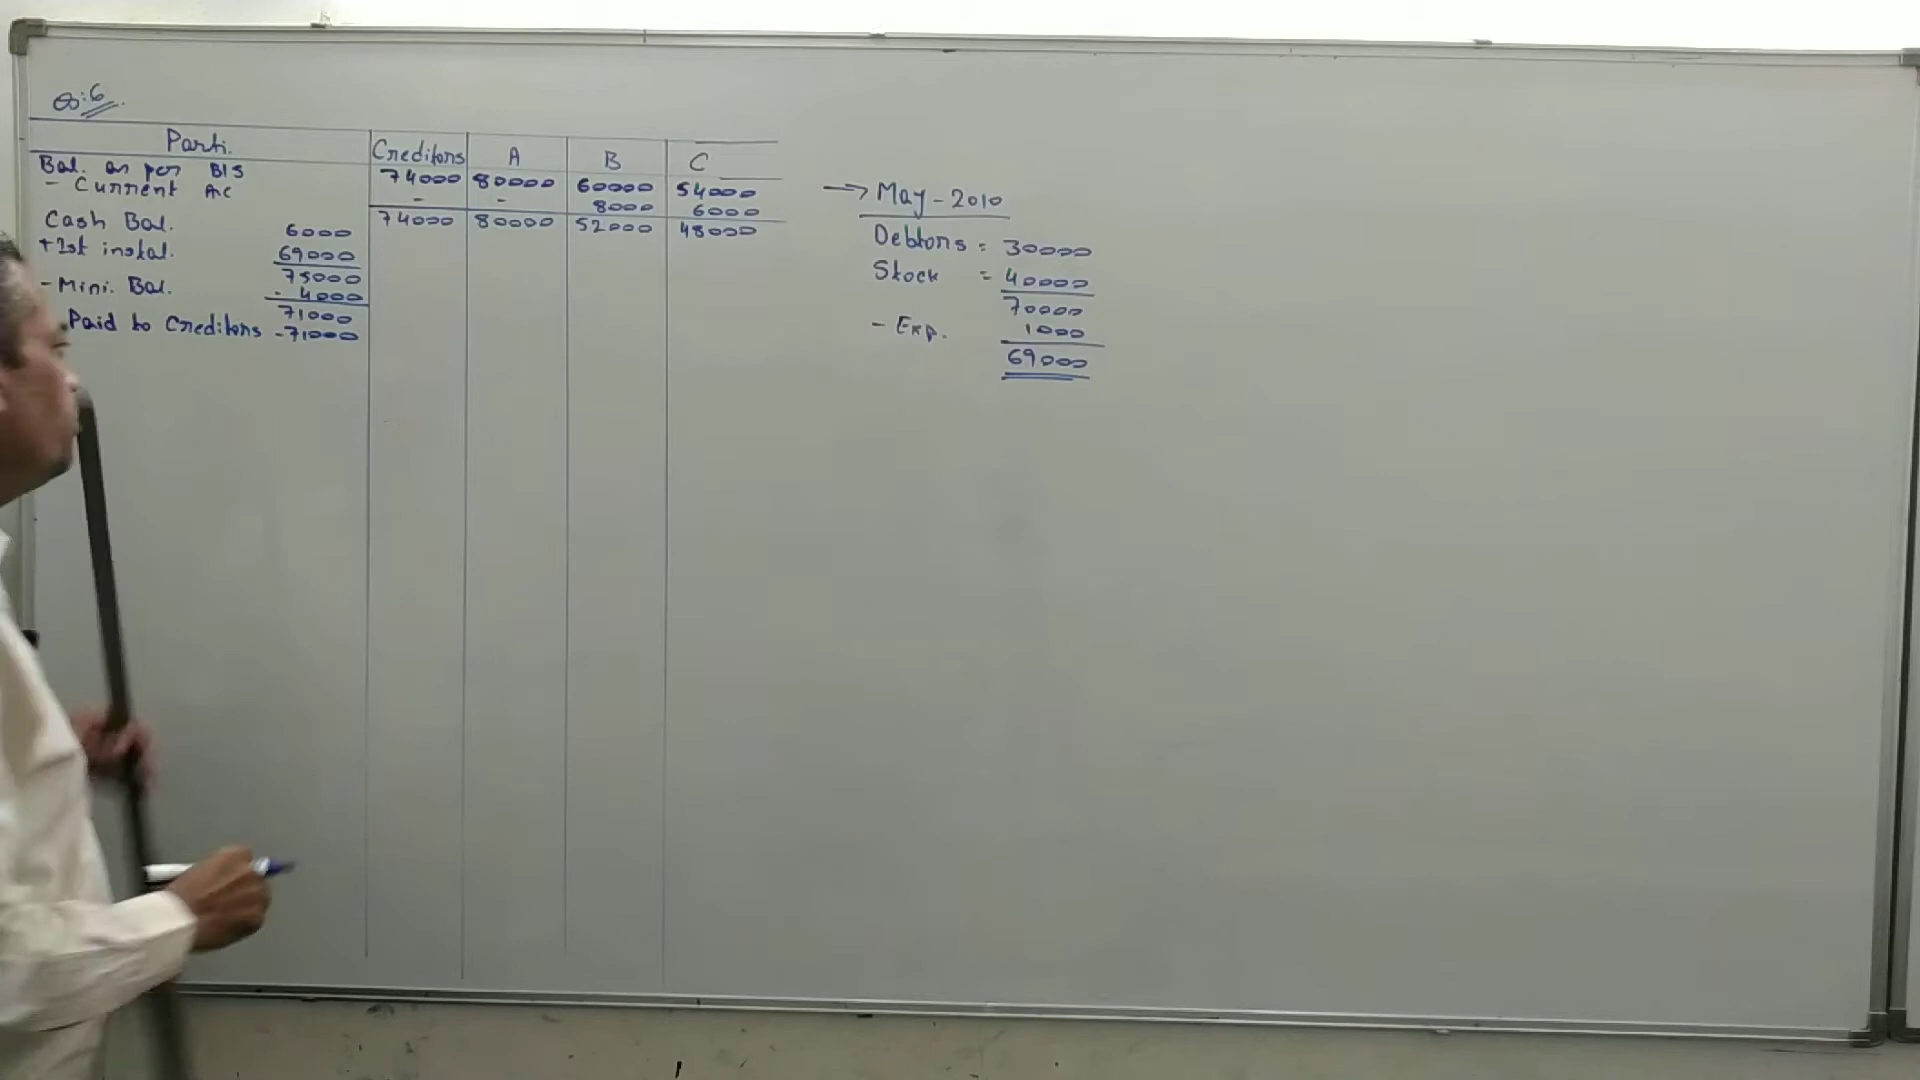 Parti. Creditors A B C
Bal. as per B/S 74000 80000 60000 54000
- Current A/C - - 8000 6000
74000 80000 52000 48000
Cash Bal. 6000
+ 1st instal. 69000
75000
- Mini. Bal. - 4000
71000
Paid to Creditors - 71000
→ May - 2010
Debtors = 30000
Stock = 40000
70000
- Exp. 1000
69000